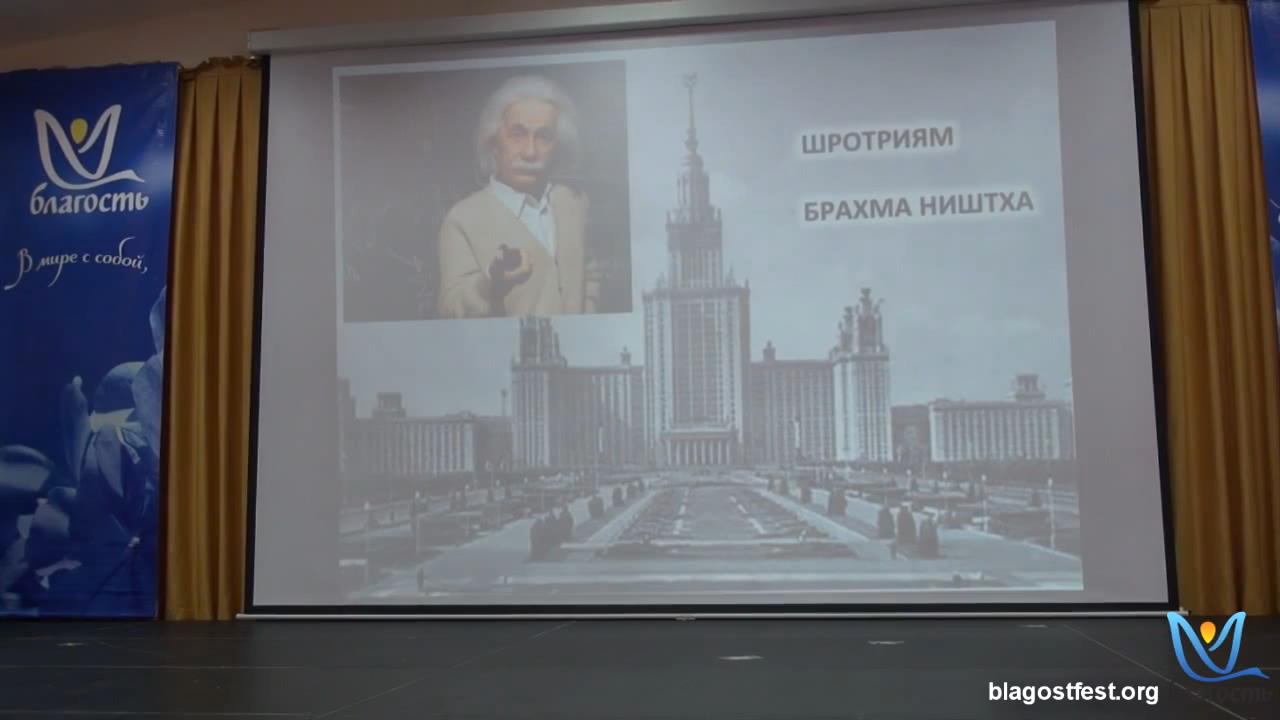 благость
В мире с собой,
ШРОТРИЯМ
БРАХМА НИШТХА
blagostfest.org